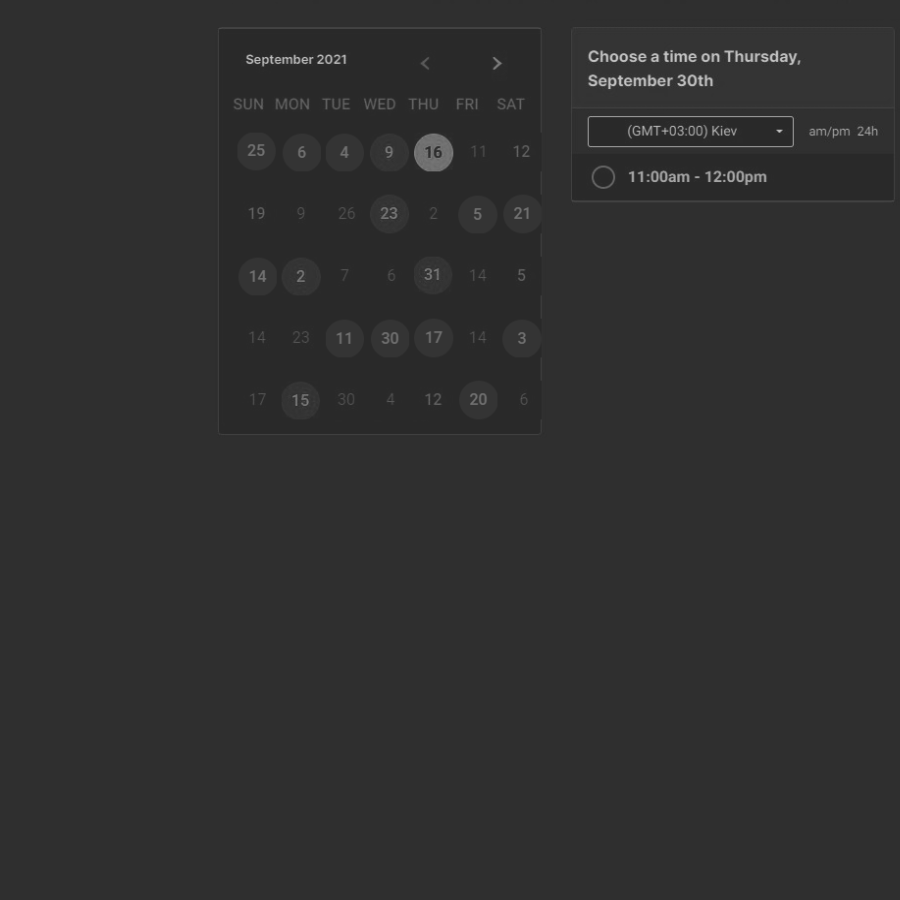 September 2021
SUN MON TUE WED THU FRI SAT
25 6 4 9 16 11 12
19 9 26 23 2 5 21
14 2 7 6 31 14 5
14 23 11 30 17 14 3
17 15 30 4 12 20 6
Choose a time on Thursday,
September 30th
(GMT+03:00) Kiev am/pm 24h
11:00am - 12:00pm